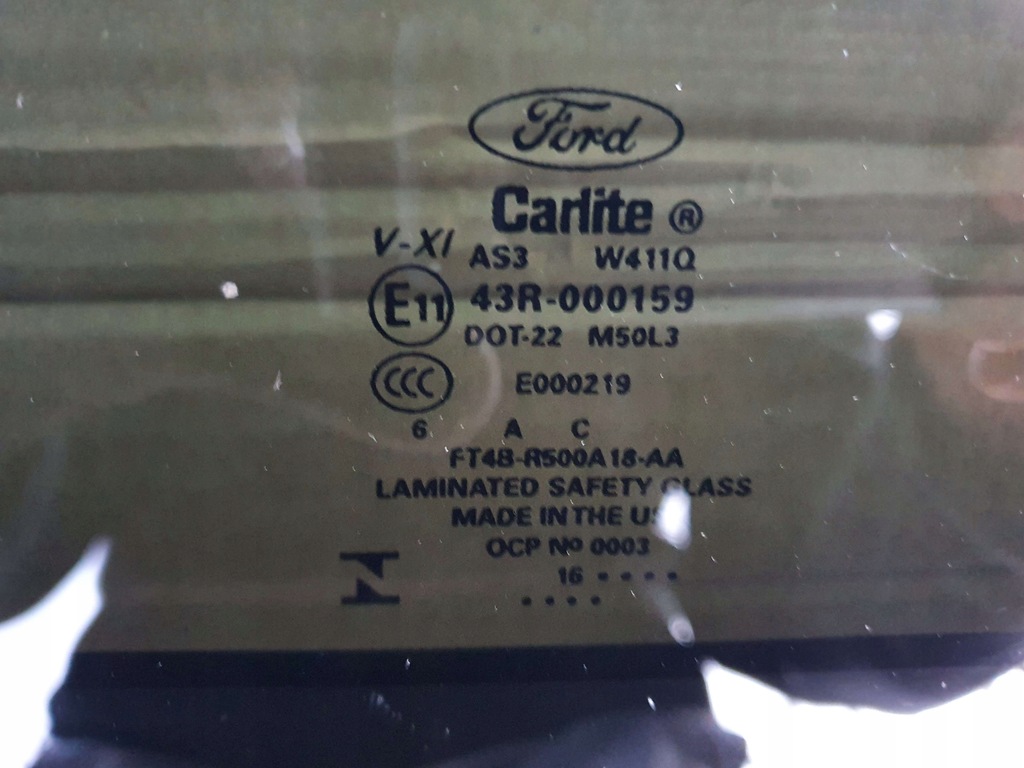 Ford
Carlite ®
V-XI AS3 W411Q
E11 43R-000159
DOT-22 M50L3
CCC E000219
6 A C
FT4B-R500A18-AA
LAMINATED SAFETY GLASS
MADE IN THE
OCP Nº 0003
16 • • • •
• • • •